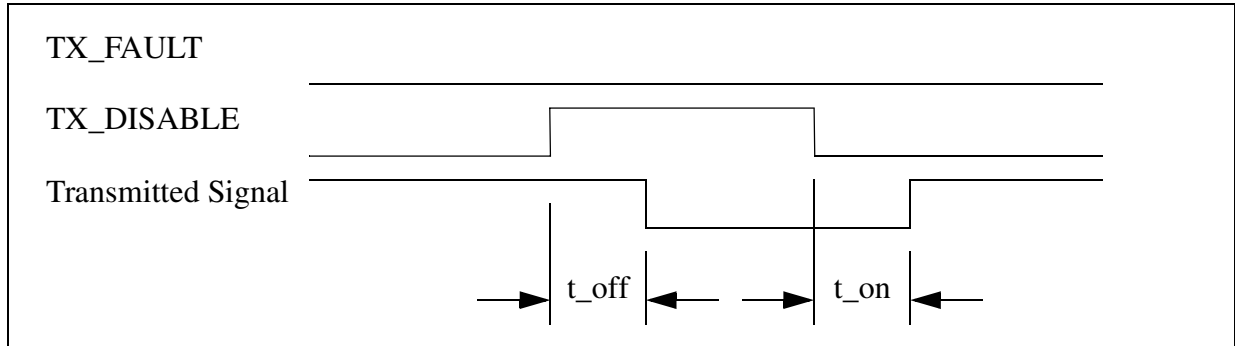 TX_FAULT
TX_DISABLE
Transmitted Signal
t_off
t_on